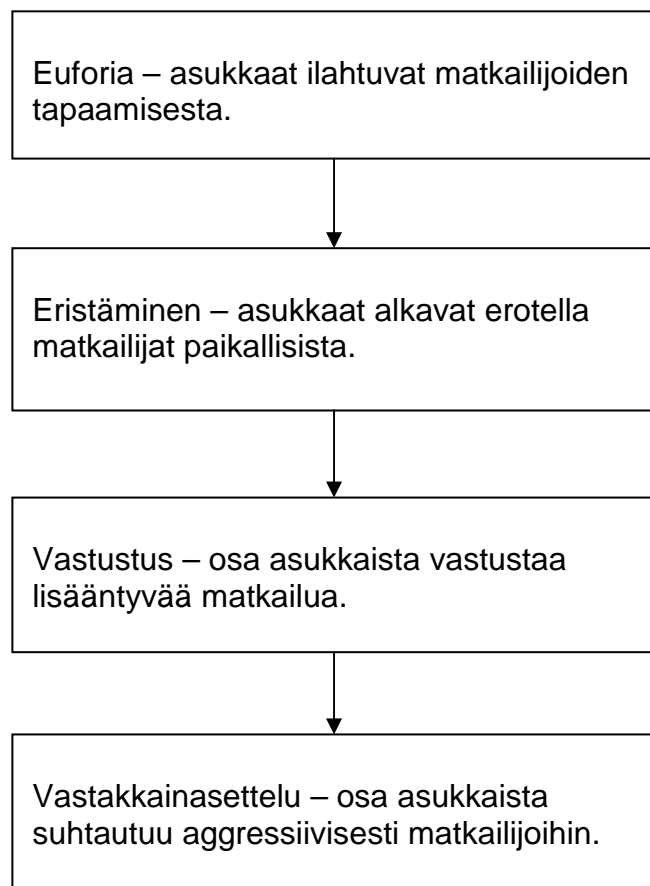 Euforia – asukkaat ilahtuvat matkailijoiden
tapaamisesta.
Eristäminen – asukkaat alkavat erotella
matkailijat paikallisista.
Vastustus – osa asukkaista vastustaa
lisääntyvää matkailua.
Vastakkainasettelu – osa asukkaista
suhtautuu aggressiivisesti matkailijoihin.